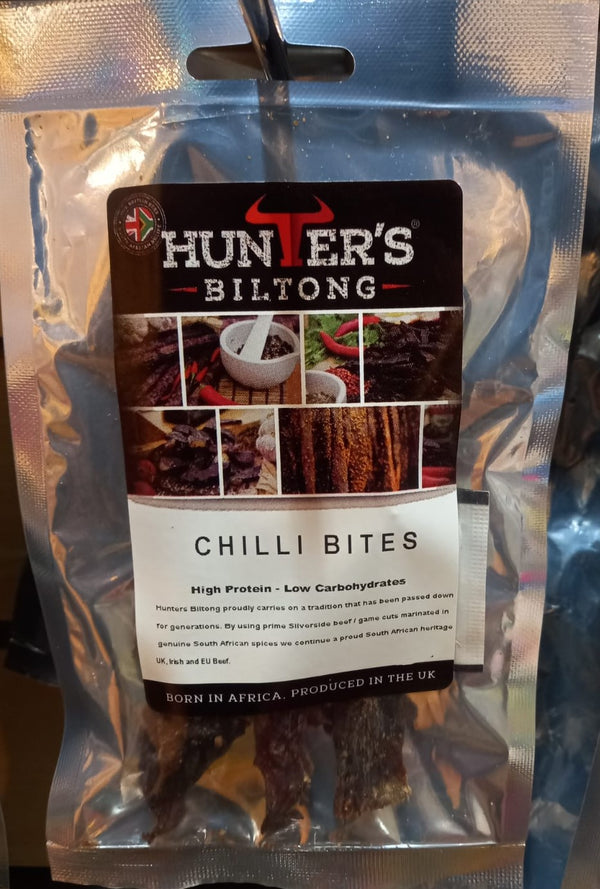 HUNTER'S
BILTONG
CHILLI BITES
High Protein - Low Carbohydrates
Hunters Biltong proudly carries on a tradition that has been passed down
for generations. By using prime Silverside beef / game cuts marinated in
genuine South African spices we continue a proud South African heritage
UK, Irish and EU Beef.
BORN IN AFRICA. PRODUCED IN THE UK